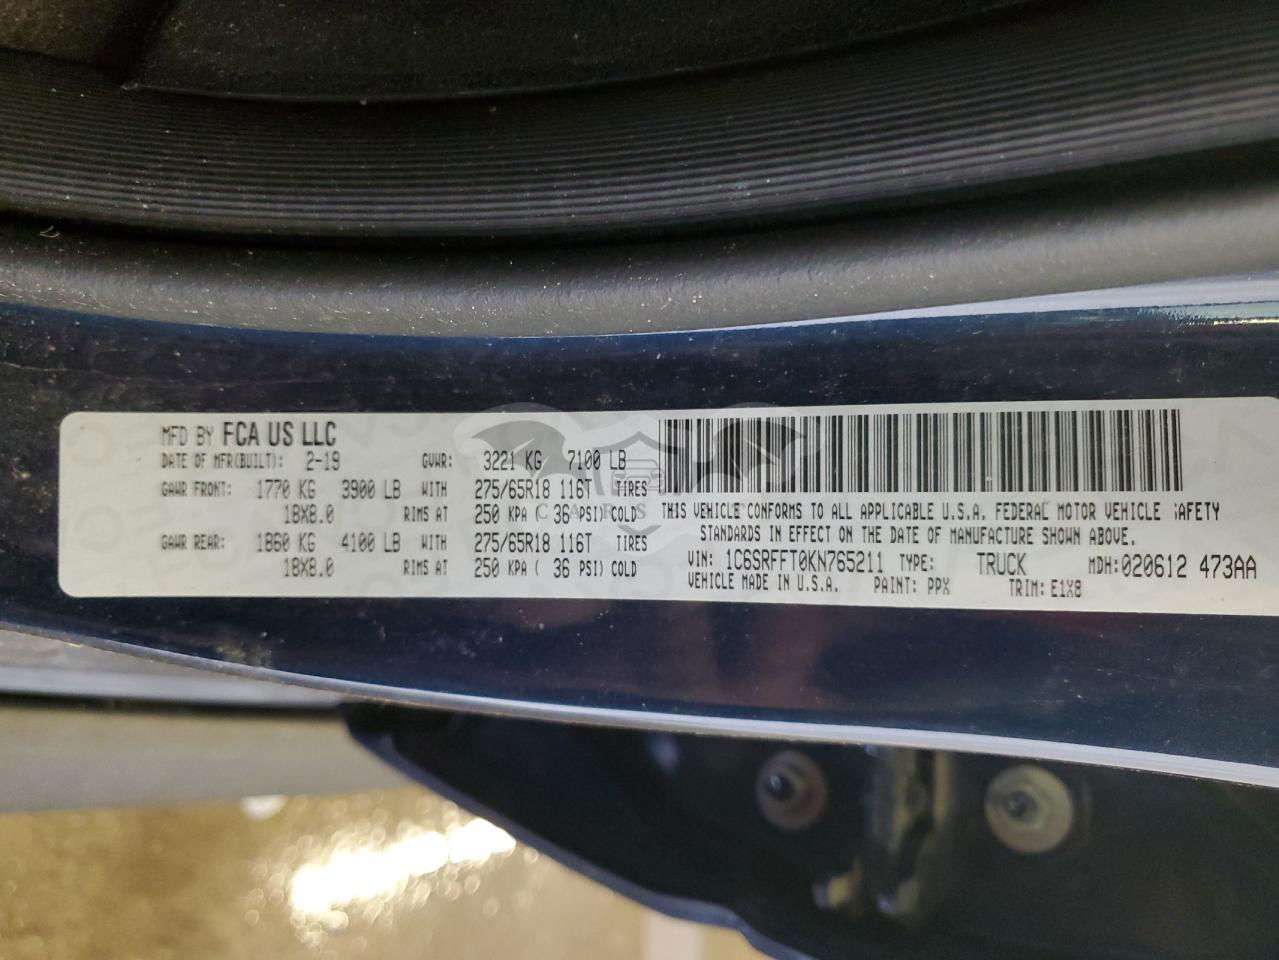 MFD BY FCA US LLC
DATE OF MFR(BUILT): 2-19 GVWR: 3221 KG 7100 LB
GAWR FRONT: 1770 KG 3900 LB WITH 275/65R18 116T TIRES
18X8.0 RIMS AT 250 KPA ( 36 PSI) COLD
GAWR REAR: 1860 KG 4100 LB WITH 275/65R18 116T TIRES
18X8.0 RIMS AT 250 KPA ( 36 PSI) COLD
THIS VEHICLE CONFORMS TO ALL APPLICABLE U.S.A. FEDERAL MOTOR VEHICLE SAFETY
STANDARDS IN EFFECT ON THE DATE OF MANUFACTURE SHOWN ABOVE.
VIN: 1C6SRFFT0KN765211 TYPE: TRUCK MDH: 020612 473AA
VEHICLE MADE IN U.S.A. PAINT: PPX TRIM: E1X8
CARS